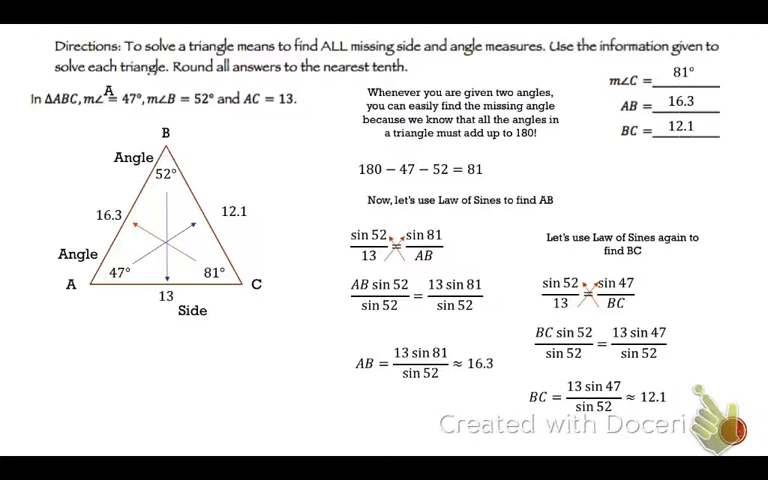 Directions: To solve a triangle means to find ALL missing side and angle measures. Use the information given to
solve each triangle. Round all answers to the nearest tenth.
In ΔABC, m∠A = 47°, m∠B = 52° and AC = 13.
m∠C = 81°
AB = 16.3
BC = 12.1
B
Angle
52°
16.3
12.1
Angle
47°
81°
A
C
13
Side
Whenever you are given two angles,
you can easily find the missing angle
because we know that all the angles in
a triangle must add up to 180!
180 − 47 − 52 = 81
Now, let's use Law of Sines to find AB
sin 52 / 13 = sin 81 / AB
AB sin 52 / sin 52 = 13 sin 81 / sin 52
AB = 13 sin 81 / sin 52 ≈ 16.3
Let's use Law of Sines again to
find BC
sin 52 / 13 = sin 47 / BC
BC sin 52 / sin 52 = 13 sin 47 / sin 52
BC = 13 sin 47 / sin 52 ≈ 12.1
Created with Doceri